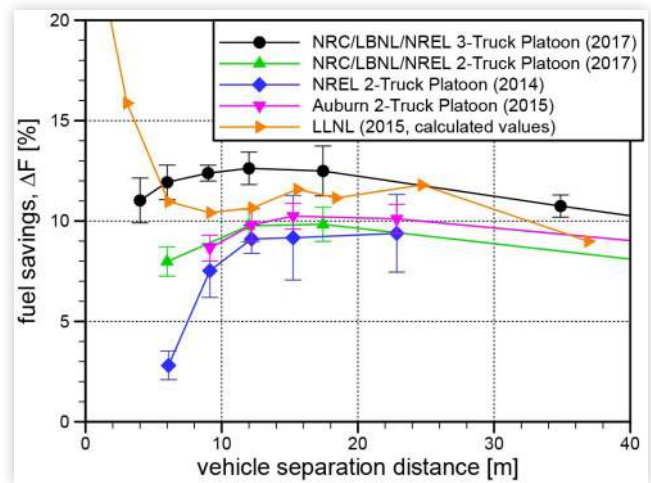 20
15
10
5
0
fuel savings, ΔF [%]
NRC/LBNL/NREL 3-Truck Platoon (2017)
NRC/LBNL/NREL 2-Truck Platoon (2017)
NREL 2-Truck Platoon (2014)
Auburn 2-Truck Platoon (2015)
LLNL (2015, calculated values)
0 10 20 30 40
vehicle separation distance [m]